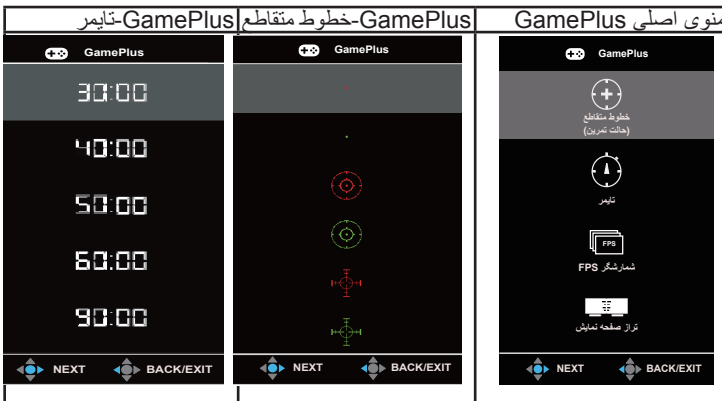 منوی اصلی GamePlus
GamePlus-خطوط متقاطع
GamePlus-تایمر
GamePlus
خطوط متقاطع
(حالت تمرین)
تایمر
FPS
شمارشگر FPS
تراز صفحه نمایش
NEXT BACK/EXIT
GamePlus
NEXT BACK/EXIT
GamePlus
30:00
40:00
50:00
60:00
90:00
NEXT BACK/EXIT